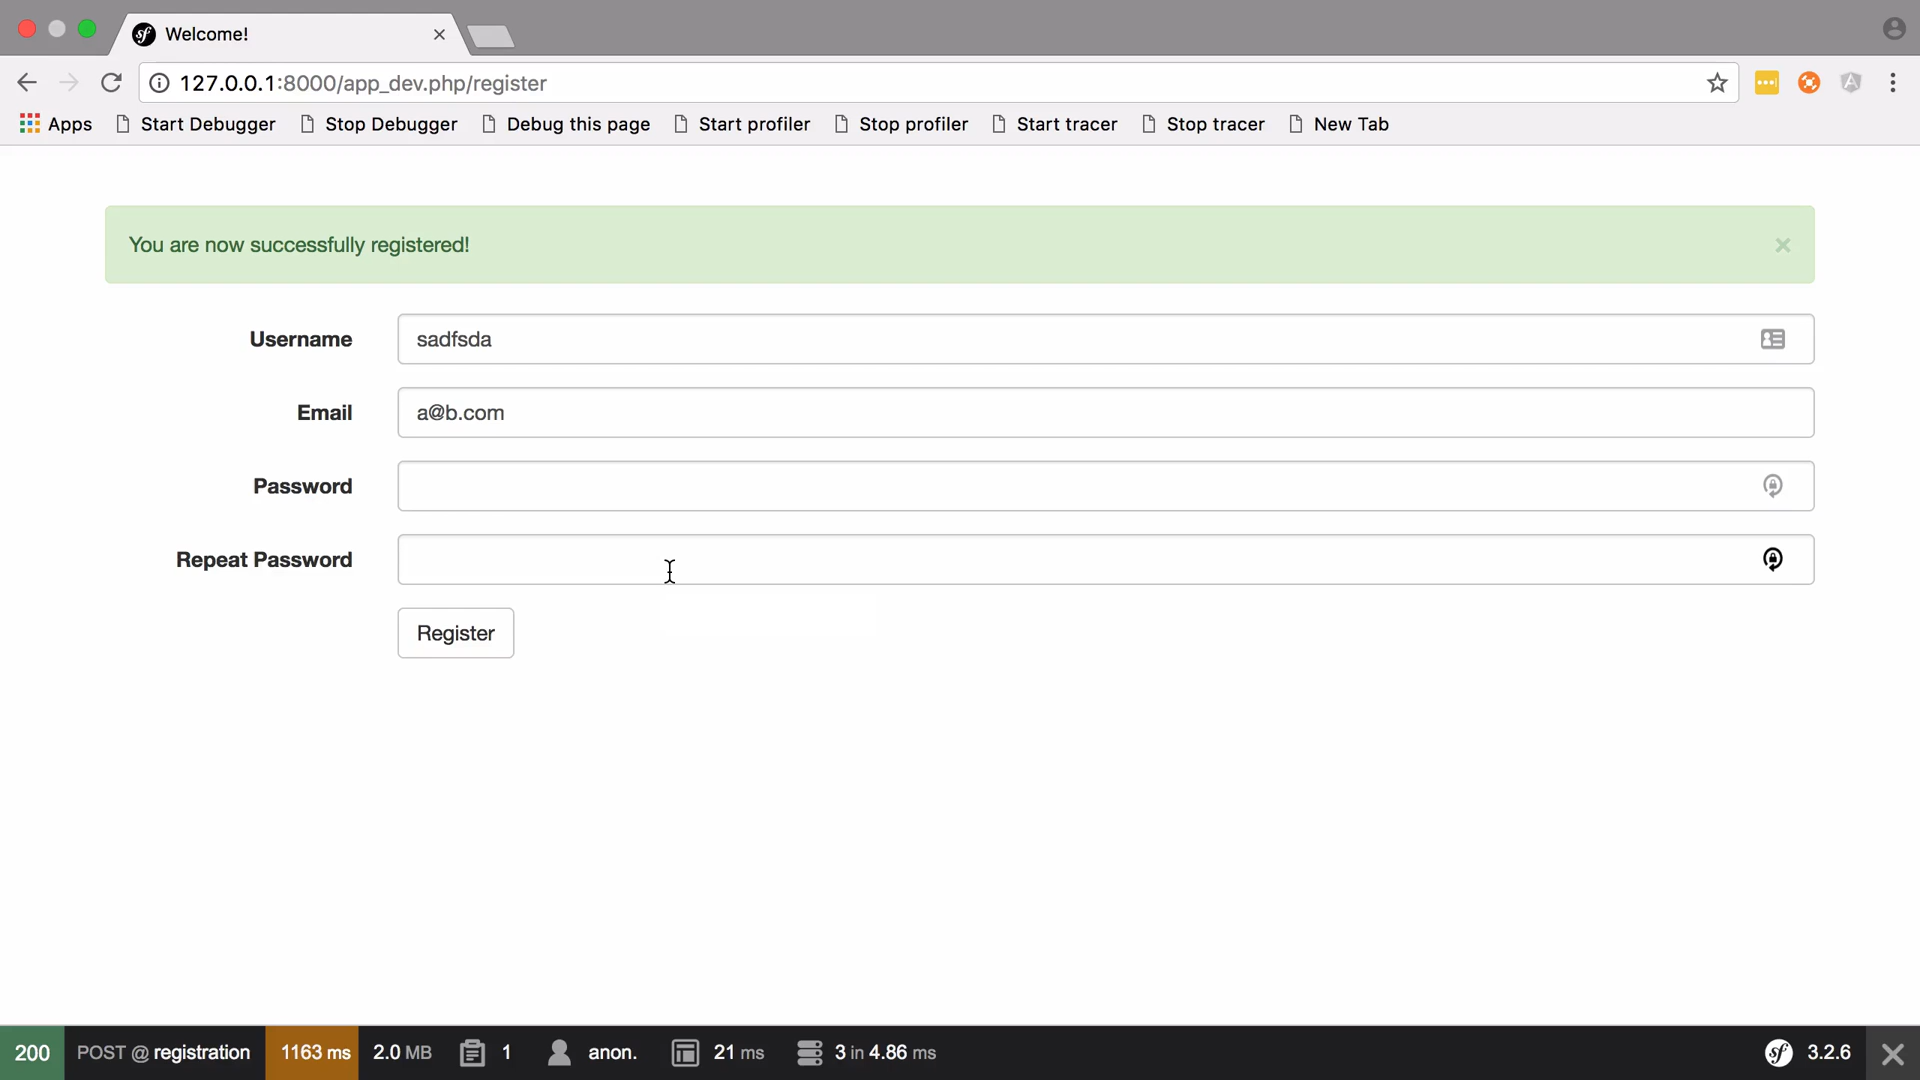 Welcome!
127.0.0.1:8000/app_dev.php/register
Apps Start Debugger Stop Debugger Debug this page Start profiler Stop profiler Start tracer Stop tracer New Tab
You are now successfully registered!
Username sadfsda
Email a@b.com
Password
Repeat Password
Register
200 POST @ registration 1163 ms 2.0 MB 1 anon. 21 ms 3 in 4.86 ms sf 3.2.6